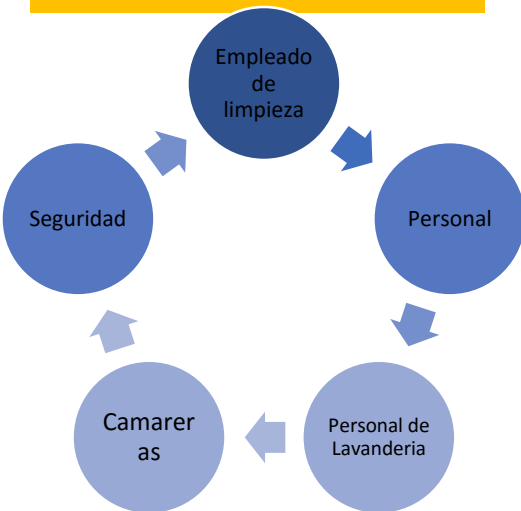 Empleado
de
limpieza
Personal
Personal de
Lavanderia
Camarer
as
Seguridad